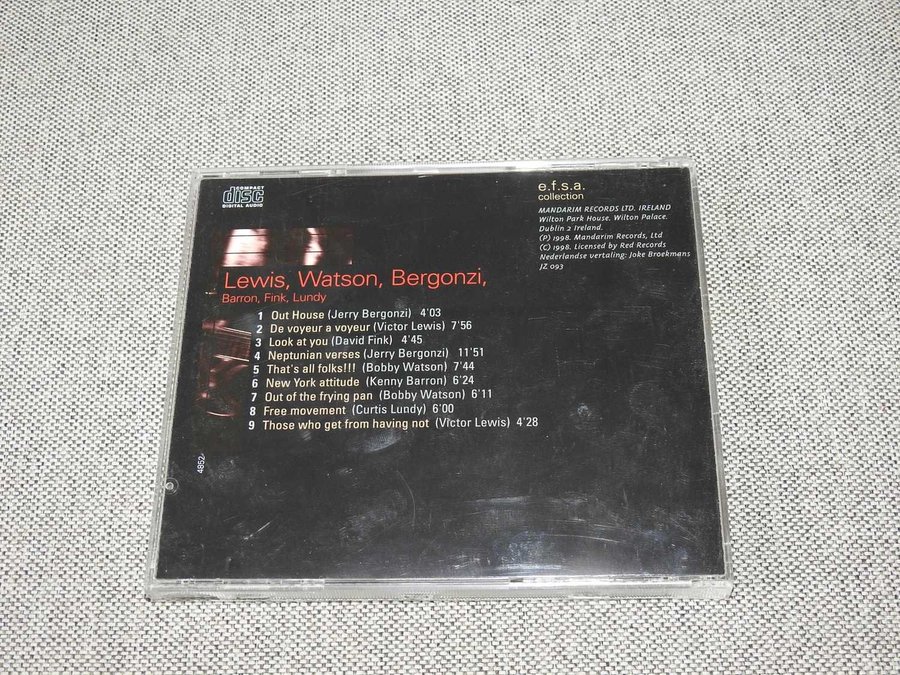 COMPACT
disc
DIGITAL AUDIO
e.f.s.a.
collection
MANDARIM RECORDS LTD. IRELAND
Wilton Park House, Wilton Palace.
Dublin 2 Ireland.
(P) 1998. Mandarim Records, Ltd
(C) 1998. Licensed by Red Records
Nederlandse vertaling: Joke Broekmans
JZ 093
Lewis, Watson, Bergonzi,
Barron, Fink, Lundy
1 Out House (Jerry Bergonzi) 4'03
2 De voyeur a voyeur (Victor Lewis) 7'56
3 Look at you (David Fink) 4'45
4 Neptunian verses (Jerry Bergonzi) 11'51
5 That's all folks!!! (Bobby Watson) 7'44
6 New York attitude (Kenny Barron) 6'24
7 Out of the frying pan (Bobby Watson) 6'11
8 Free movement (Curtis Lundy) 6'00
9 Those who get from having not (Victor Lewis) 4'28
4852